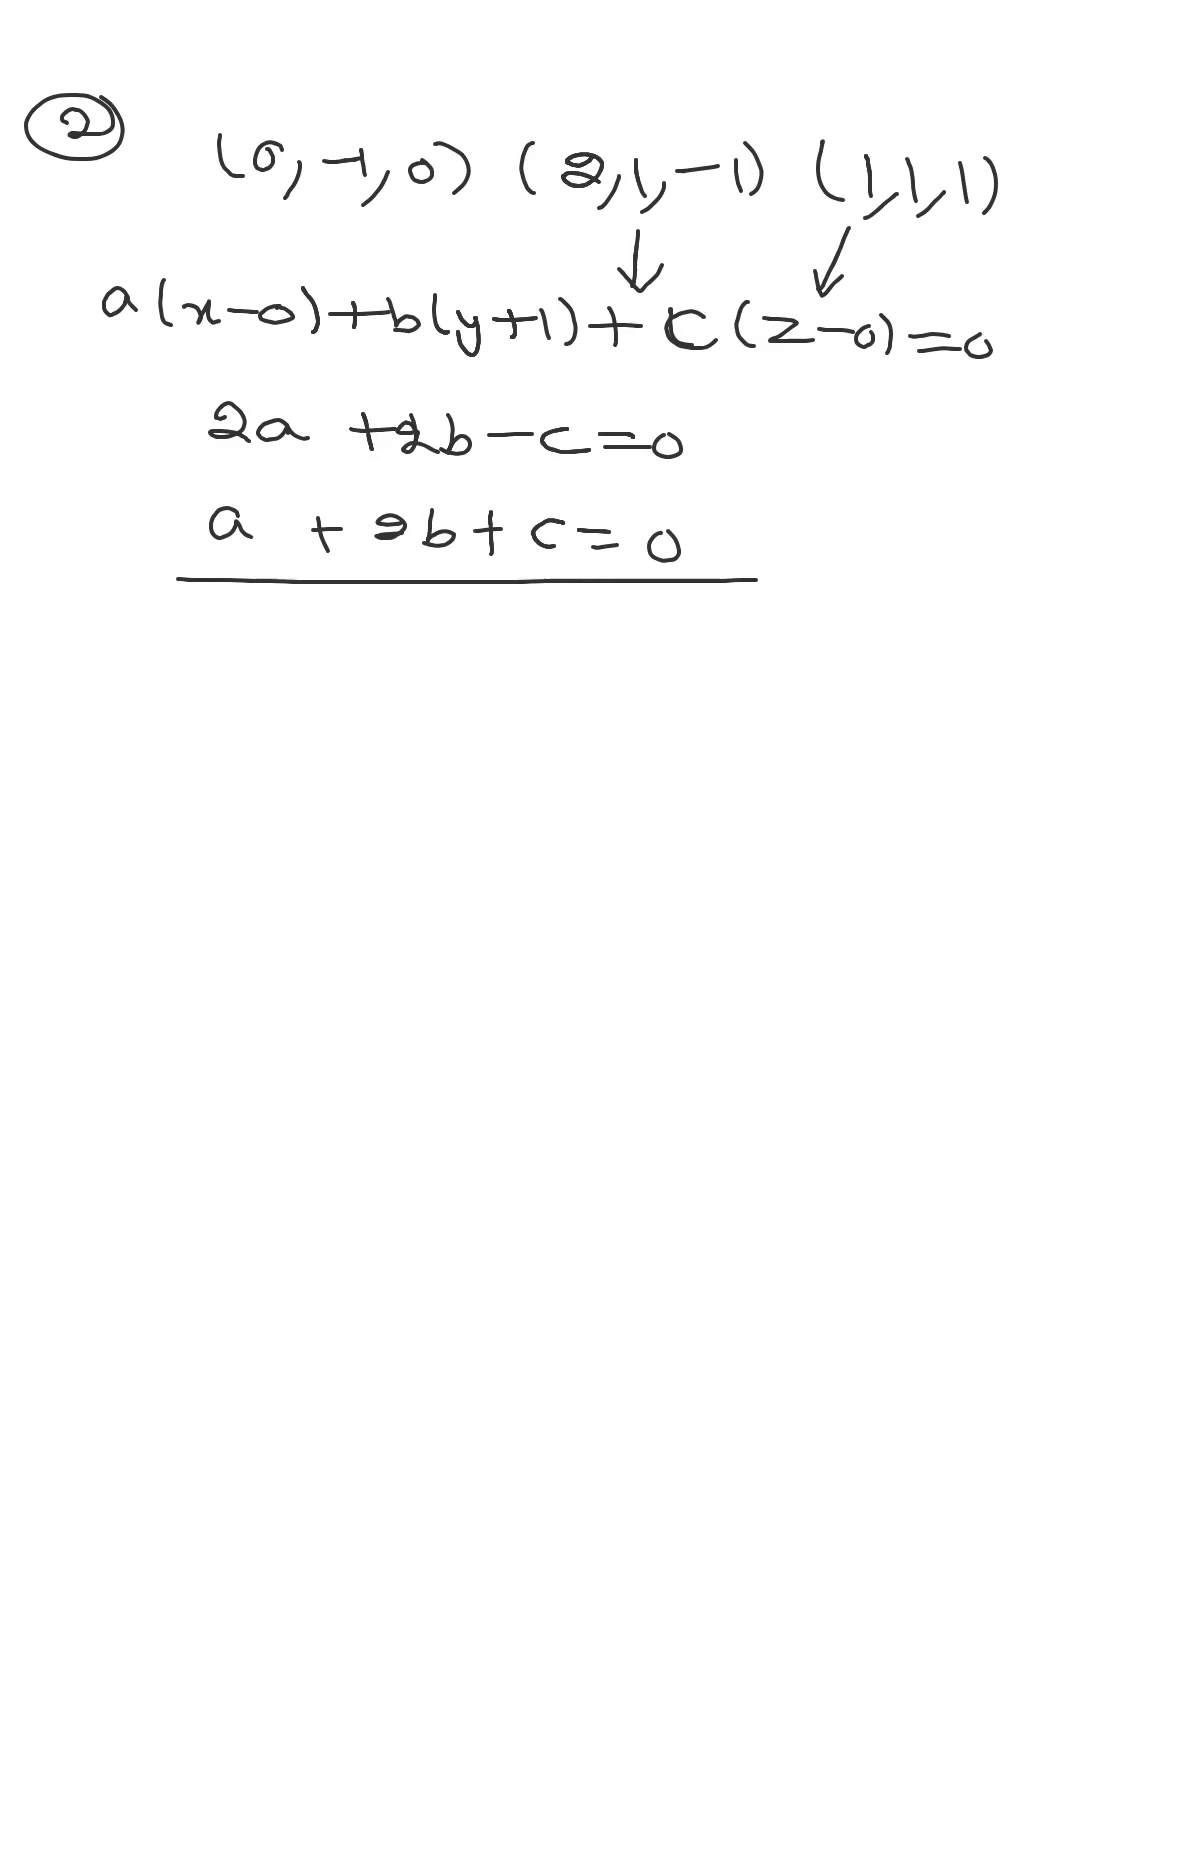 ② (0, -1, 0) (2, 1, -1) (1, 1, 1)
a(x-0)+b(y+1)+c(z-0)=0
2a +2b-c=0
a + 2b + c = 0